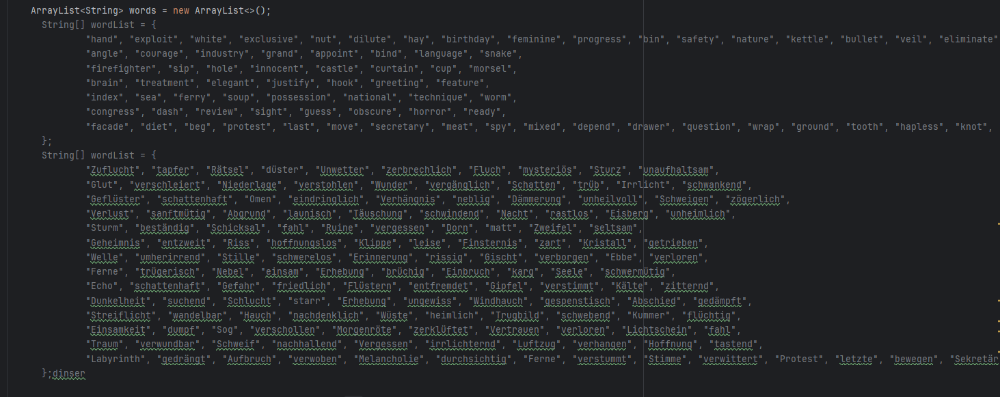 ArrayList<String> words = new ArrayList<>();
String[] wordList = {
"hand", "exploit", "white", "exclusive", "nut", "dilute", "hay", "birthday", "feminine", "progress", "bin", "safety", "nature", "kettle", "bullet", "veil", "eliminate"
"angle", "courage", "industry", "grand", "appoint", "bind", "language", "snake",
"firefighter", "sip", "hole", "innocent", "castle", "curtain", "cup", "morsel",
"brain", "treatment", "elegant", "justify", "hook", "greeting", "feature",
"index", "sea", "ferry", "soup", "possession", "national", "technique", "worm",
"congress", "dash", "review", "sight", "guess", "obscure", "horror", "ready",
"facade", "diet", "beg", "protest", "last", "move", "secretary", "meat", "spy", "mixed", "depend", "drawer", "question", "wrap", "ground", "tooth", "hapless", "knot",
};
String[] wordList = {
"Zuflucht", "tapfer", "Rätsel", "düster", "Unwetter", "zerbrechlich", "Fluch", "mysteriös", "Sturz", "unaufhaltsam",
"Glut", "verschleiert", "Niederlage", "verstohlen", "Wunder", "vergänglich", "Schatten", "trüb", "Irrlicht", "schwankend",
"Geflüster", "schattenhaft", "Omen", "eindringlich", "Verhängnis", "neblig", "Dämmerung", "unheilvoll", "Schweigen", "zögerlich",
"Verlust", "sanftmütig", "Abgrund", "launisch", "Täuschung", "schwindend", "Nacht", "rastlos", "Eisberg", "unheimlich",
"Sturm", "beständig", "Schicksal", "fahl", "Ruine", "vergessen", "Dorn", "matt", "Zweifel", "seltsam",
"Geheimnis", "entzweit", "Riss", "hoffnungslos", "Klippe", "leise", "Finsternis", "zart", "Kristall", "getrieben",
"Welle", "umherirrend", "Stille", "schwerelos", "Erinnerung", "rissig", "Gischt", "verborgen", "Ebbe", "verloren",
"Ferne", "trügerisch", "Nebel", "einsam", "Erhebung", "brüchig", "Einbruch", "karg", "Seele", "schwermütig",
"Echo", "schattenhaft", "Gefahr", "friedlich", "Flüstern", "entfremdet", "Gipfel", "verstimmt", "Kälte", "zitternd",
"Dunkelheit", "suchend", "Schlucht", "starr", "Erhebung", "ungewiss", "Windhauch", "gespenstisch", "Abschied", "gedämpft",
"Streiflicht", "wandelbar", "Hauch", "nachdenklich", "Wüste", "heimlich", "Trugbild", "schwebend", "Kummer", "flüchtig",
"Einsamkeit", "dumpf", "Sog", "verschollen", "Morgenröte", "zerklüftet", "Vertrauen", "verloren", "Lichtschein", "fahl",
"Traum", "verwundbar", "Schweif", "nachhallend", "Vergessen", "irrlichternd", "Luftzug", "verhangen", "Hoffnung", "tastend",
"Labyrinth", "gedrängt", "Aufbruch", "verwoben", "Melancholie", "durchsichtig", "Ferne", "verstummt", "Stimme", "verwittert", "Protest", "letzte", "bewegen", "Sekretär
};dinser